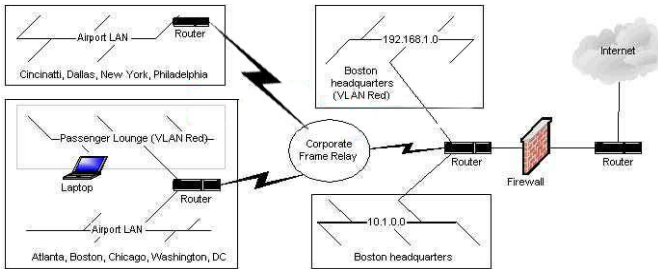 Airport LAN
Router
Cincinatti, Dallas, New York, Philadelphia
Passenger Lounge (VLAN Red)
Laptop
Router
Airport LAN
Atlanta, Boston, Chicago, Washington, DC
Corporate
Frame Relay
192.168.1.0
Boston
headquarters
(VLAN Red)
Router
10.1.0.0
Boston headquarters
Firewall
Internet
Router